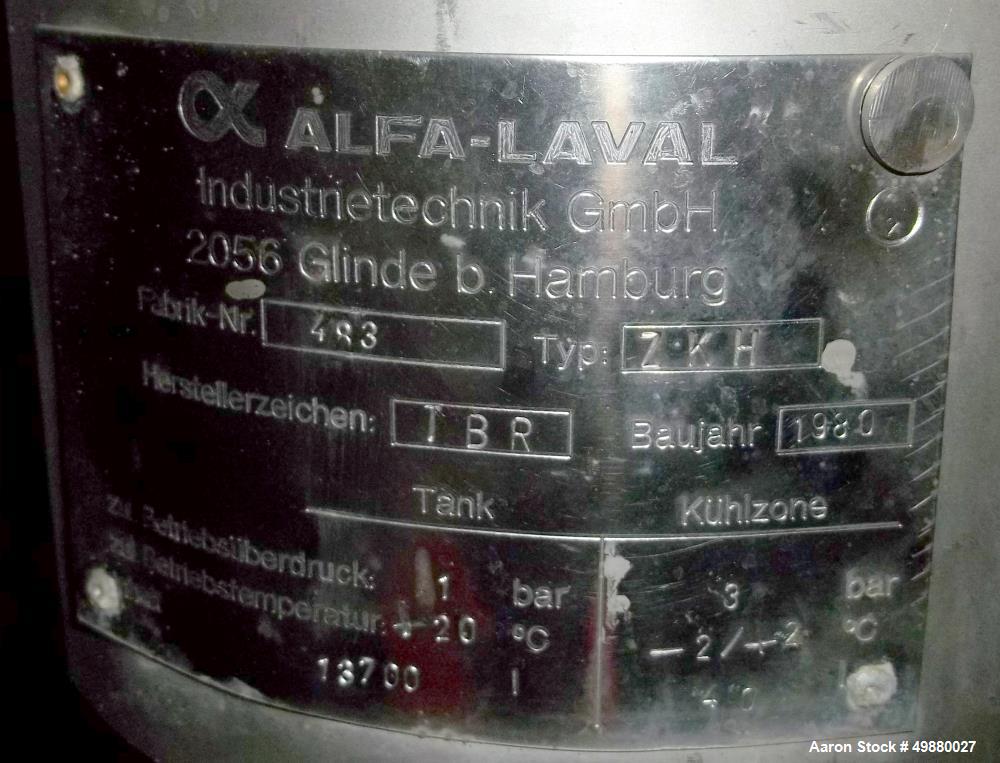 α ALFA-LAVAL
Industrietechnik GmbH
2056 Glinde b. Hamburg
Fabrik-Nr. 483 Typ: ZKH
Herstellerzeichen: TBR Baujahr 1980
Tank Kühlzone
zul. Betriebsüberdruck: 1 bar 3 bar
zul. Betriebstemperatur: +20 °C -2/+2 °C
13700 l l
Aaron Stock # 49880027